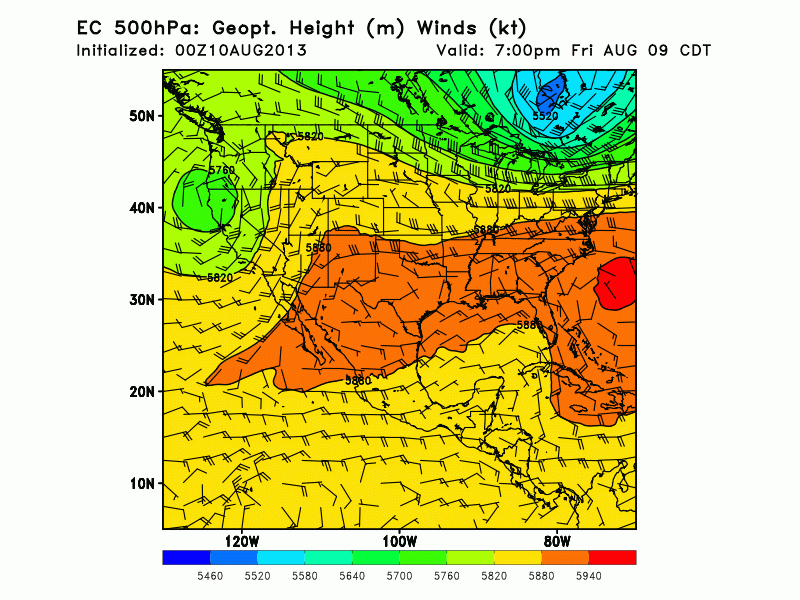 EC 500hPa: Geopt. Height (m) Winds (kt)
Initialized: 00Z10AUG2013 Valid: 7:00pm Fri AUG 09 CDT
50N
5520
5820
5760
5820
40N
5880
5880
5820
30N
5880
5880
20N
10N
120W 100W 80W
5460 5520 5580 5640 5700 5760 5820 5880 5940